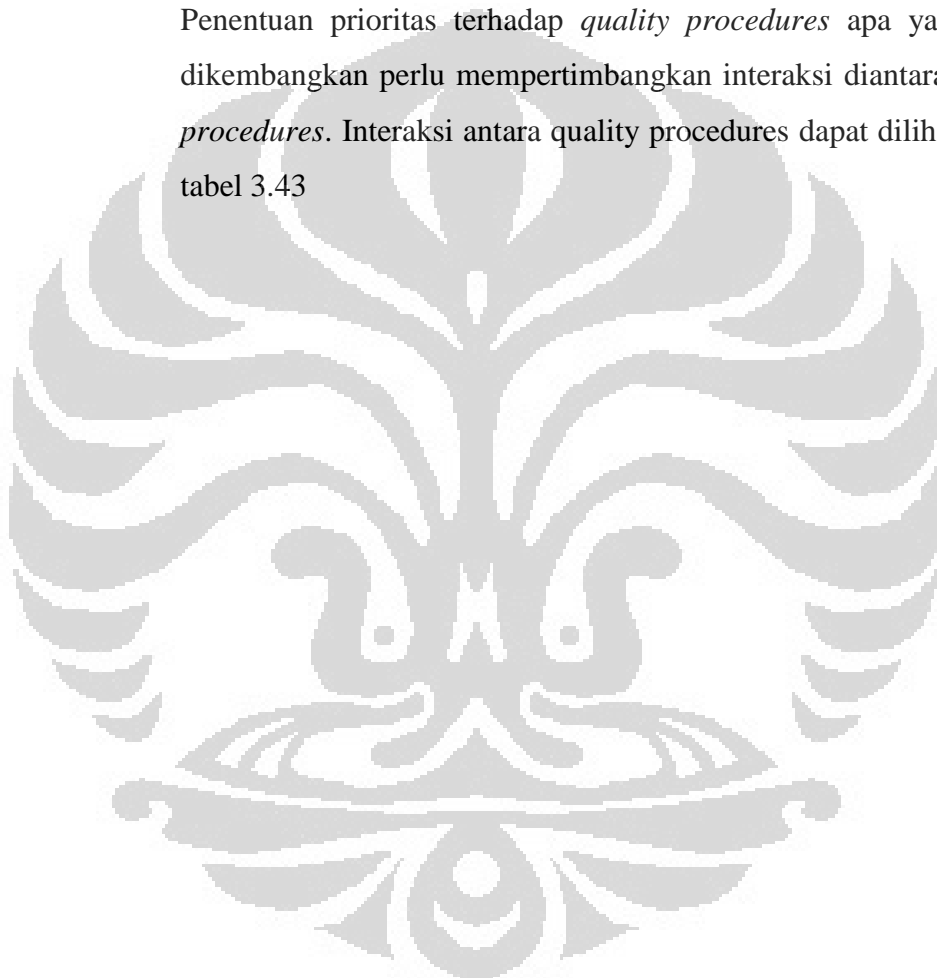 Penentuan prioritas terhadap quality procedures apa ya
dikembangkan perlu mempertimbangkan interaksi diantara
procedures. Interaksi antara quality procedures dapat dilih
tabel 3.43